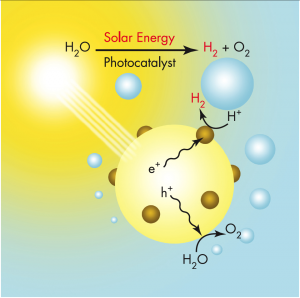 Solar Energy
H₂O → H₂ + O₂
Photocatalyst
H₂
H⁺
e⁺
h⁺
O₂
H₂O